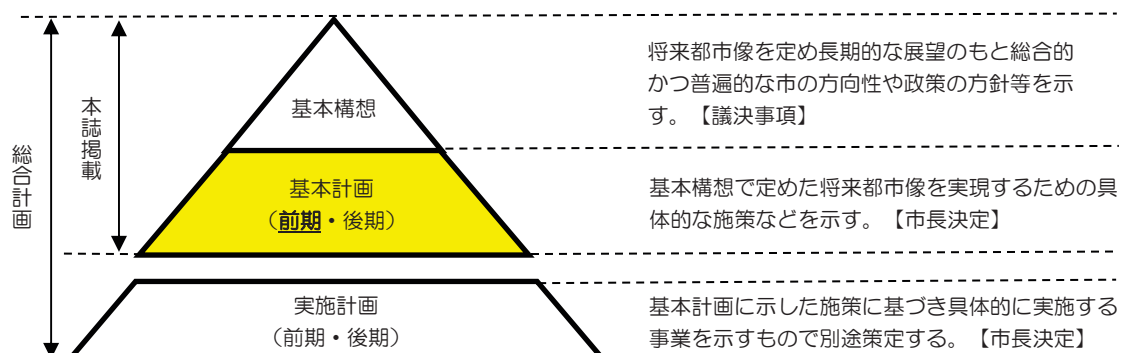 総合計画
本誌掲載
基本構想
将来都市像を定め長期的な展望のもと総合的
かつ普遍的な市の方向性や政策の方針等を示
す。【議決事項】
基本計画
（前期・後期）
基本構想で定めた将来都市像を実現するための具
体的な施策などを示す。【市長決定】
実施計画
（前期・後期）
基本計画に示した施策に基づき具体的に実施する
事業を示すもので別途策定する。【市長決定】